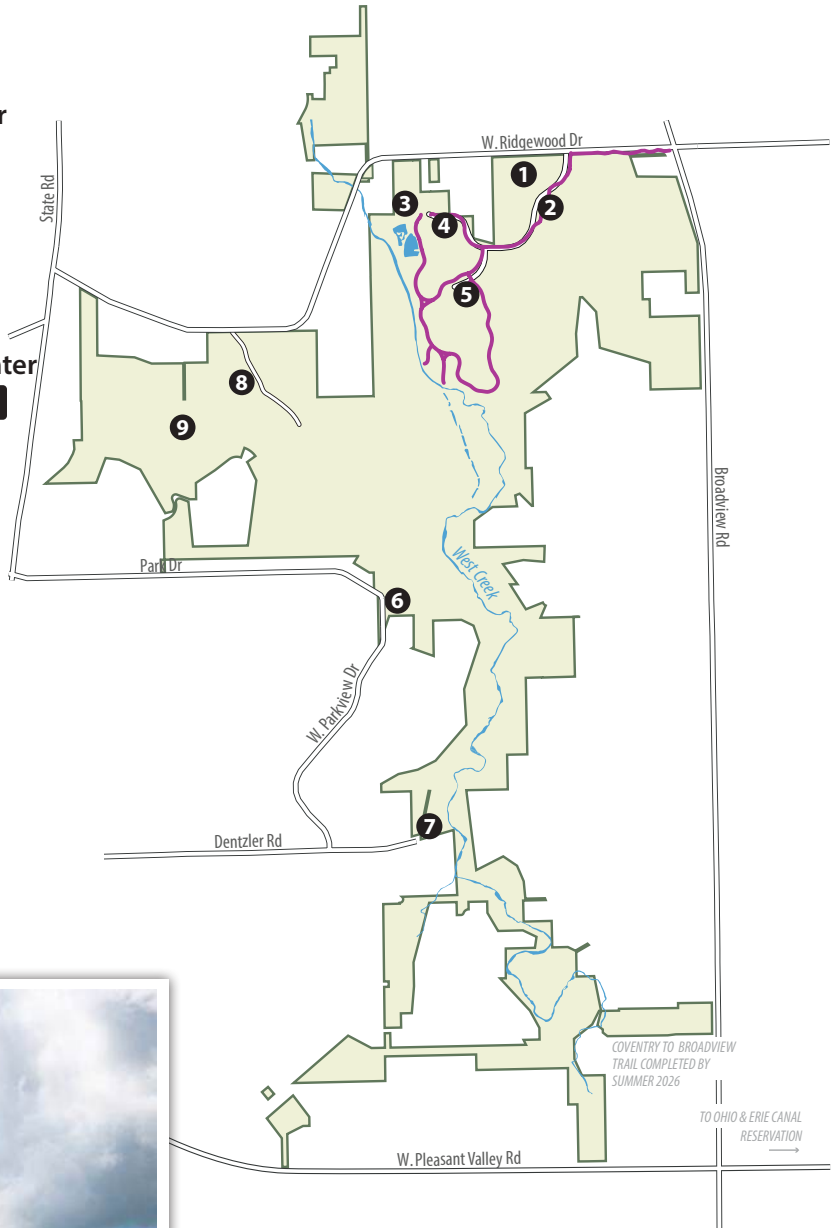 W. Ridgewood Dr
State Rd
1
2
3
4
5
8
9
Broadview Rd
West Creek
Park Dr
6
W. Parkview Dr
7
Dentzler Rd
COVENTRY TO BROADVIEW
TRAIL COMPLETED BY
SUMMER 2026
TO OHIO & ERIE CANAL
RESERVATION
W. Pleasant Valley Rd